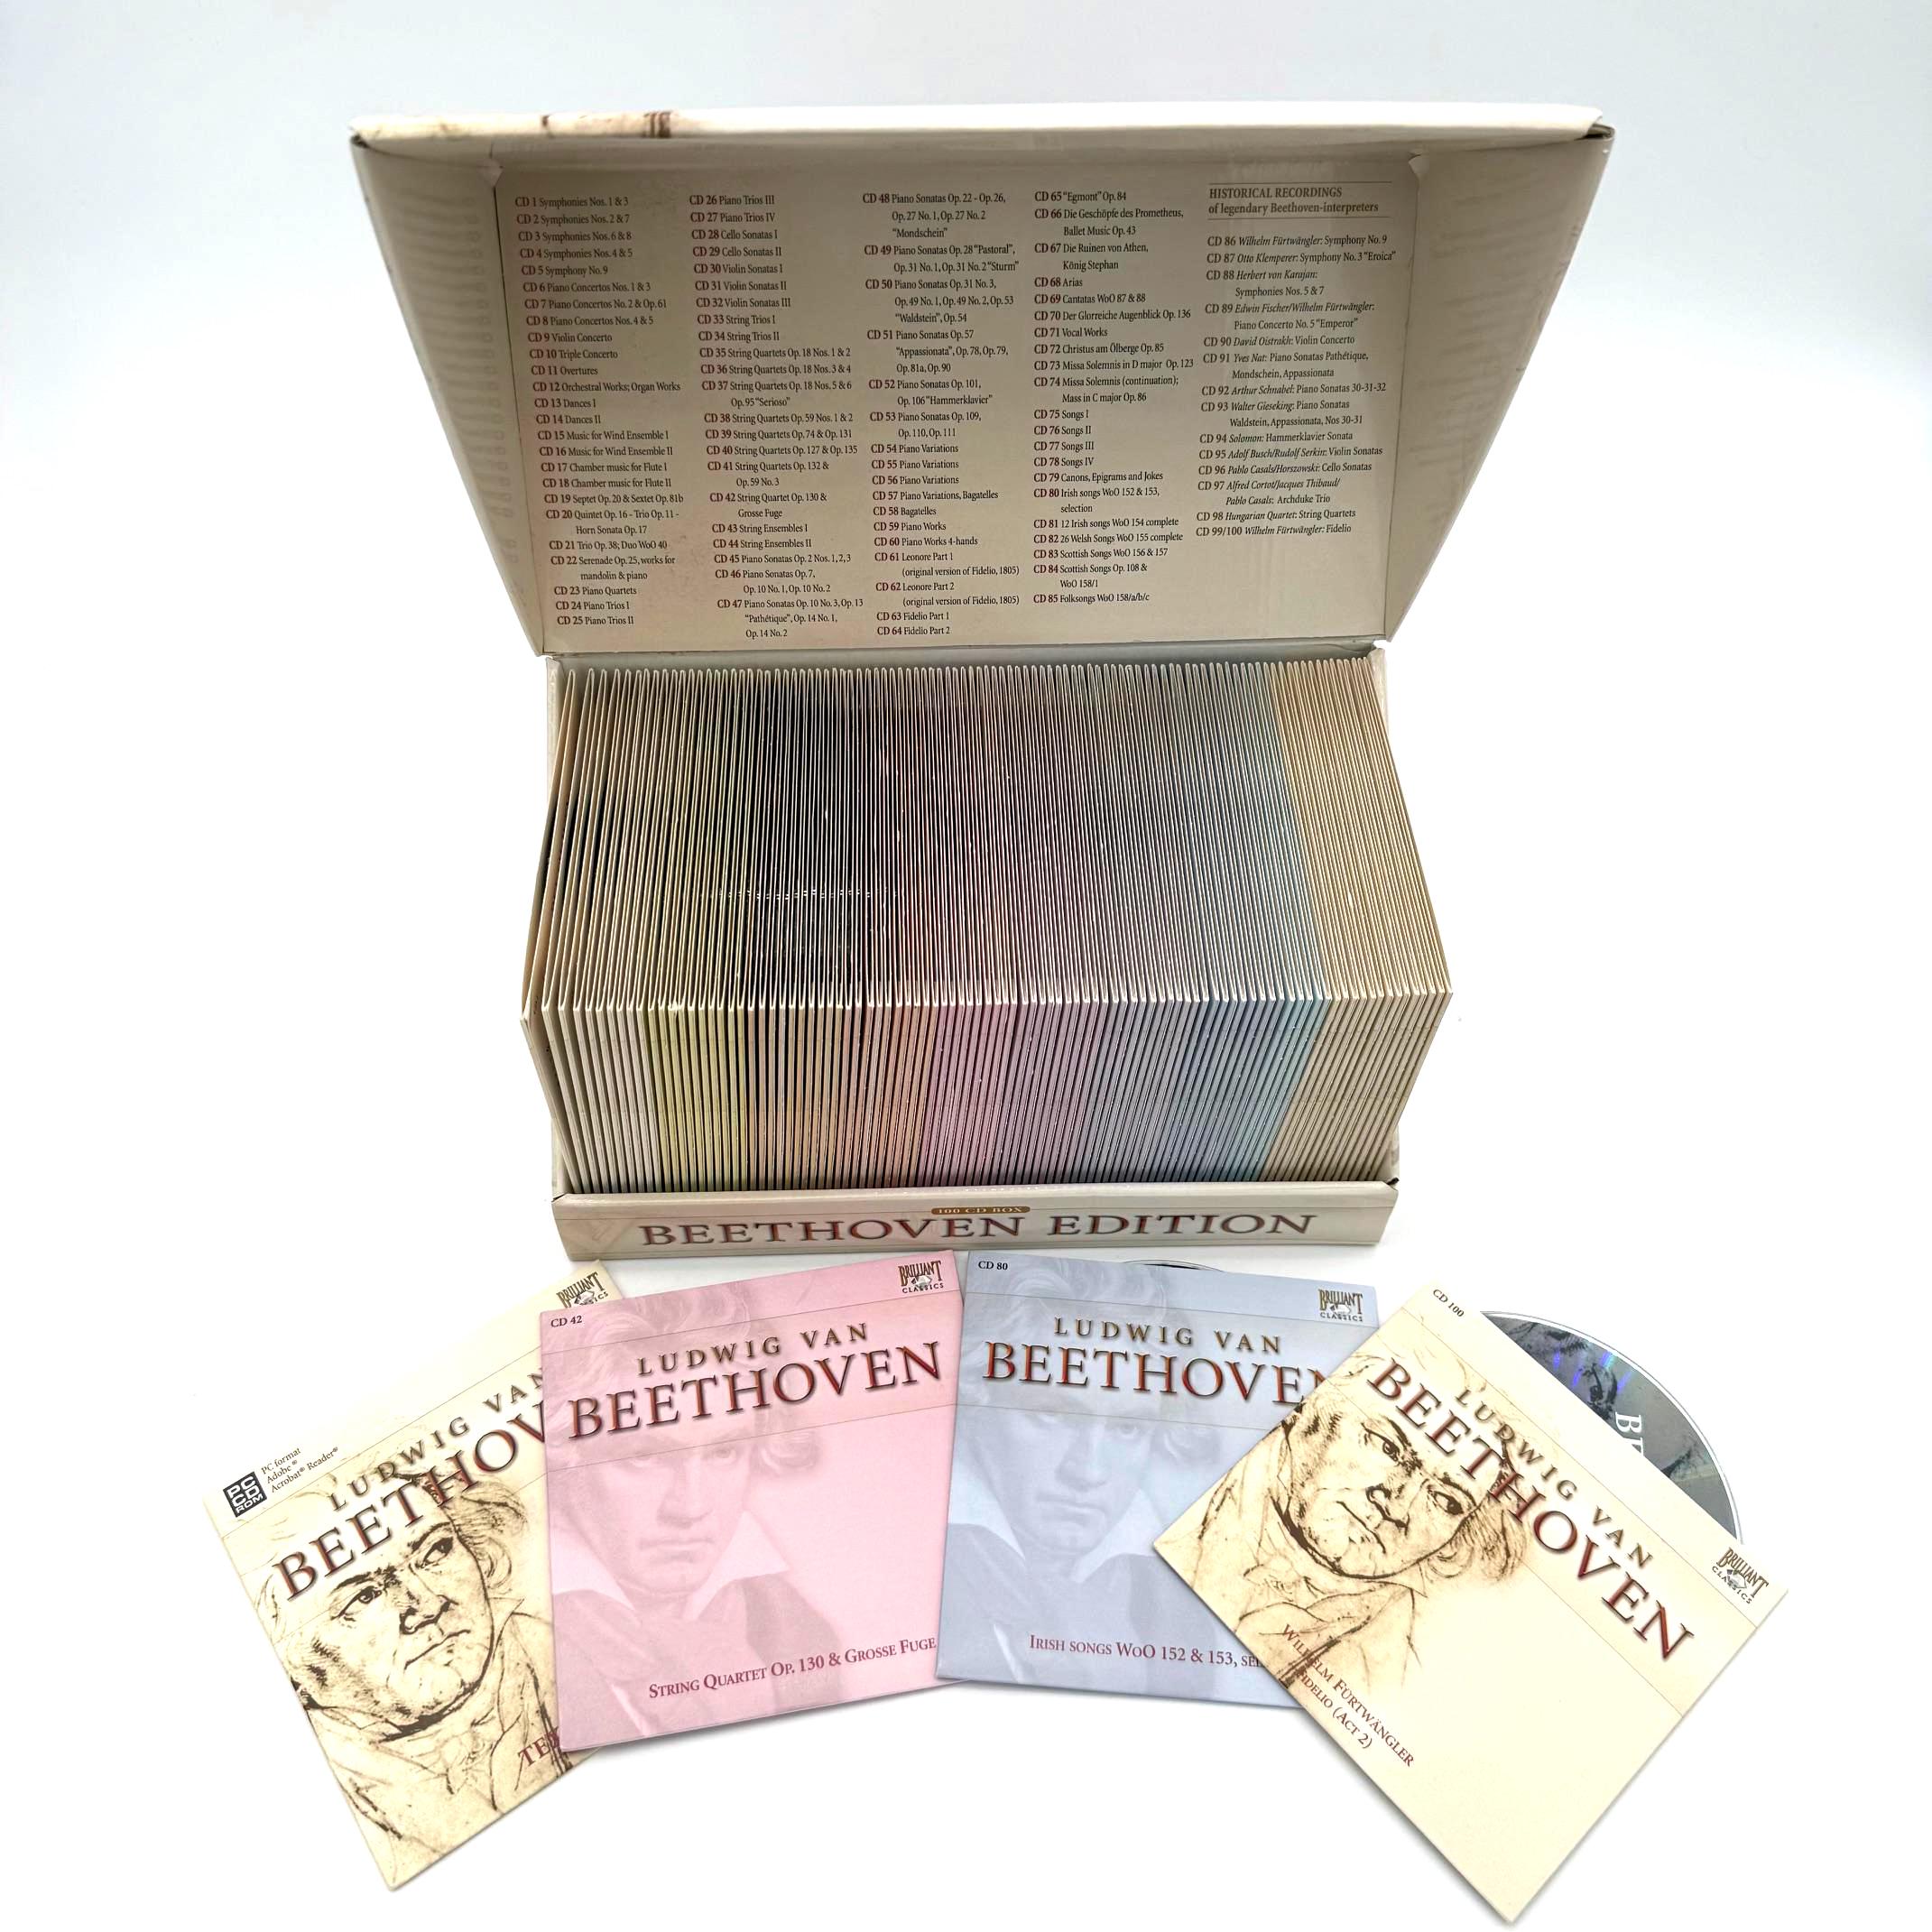 CD 1 Symphonies Nos. 1 & 3
CD 2 Symphonies Nos. 2 & 7
CD 3 Symphonies Nos. 6 & 8
CD 4 Symphonies Nos. 4 & 5
CD 5 Symphony No. 9
CD 6 Piano Concertos Nos. 1 & 3
CD 7 Piano Concertos No. 2 & Op. 61
CD 8 Piano Concertos Nos. 4 & 5
CD 9 Violin Concerto
CD 10 Triple Concerto
CD 11 Overtures
CD 12 Orchestral Works; Organ Works
CD 13 Dances I
CD 14 Dances II
CD 15 Music for Wind Ensemble I
CD 16 Music for Wind Ensemble II
CD 17 Chamber music for Flute I
CD 18 Chamber music for Flute II
CD 19 Septet Op. 20 & Sextet Op. 81b
CD 20 Quintet Op. 16 - Trio Op. 11 -
Horn Sonata Op. 17
CD 21 Trio Op. 38; Duo WoO 40
CD 22 Serenade Op. 25, works for
mandolin & piano
CD 23 Piano Quartets
CD 24 Piano Trios I
CD 25 Piano Trios II
CD 26 Piano Trios III
CD 27 Piano Trios IV
CD 28 Cello Sonatas I
CD 29 Cello Sonatas II
CD 30 Violin Sonatas I
CD 31 Violin Sonatas II
CD 32 Violin Sonatas III
CD 33 String Trios I
CD 34 String Trios II
CD 35 String Quartets Op. 18 Nos. 1 & 2
CD 36 String Quartets Op. 18 Nos. 3 & 4
CD 37 String Quartets Op. 18 Nos. 5 & 6
Op. 95 "Serioso"
CD 38 String Quartets Op. 59 Nos. 1 & 2
CD 39 String Quartets Op. 74 & Op. 131
CD 40 String Quartets Op. 127 & Op. 135
CD 41 String Quartets Op. 132 &
Op. 59 No. 3
CD 42 String Quartet Op. 130 &
Grosse Fuge
CD 43 String Ensembles I
CD 44 String Ensembles II
CD 45 Piano Sonatas Op. 2 Nos. 1, 2, 3
CD 46 Piano Sonatas Op. 7,
Op. 10 No. 1, Op. 10 No. 2
CD 47 Piano Sonatas Op. 10 No. 3, Op. 13
"Pathétique", Op. 14 No. 1,
Op. 14 No. 2
CD 48 Piano Sonatas Op. 22 - Op. 26,
Op. 27 No. 1, Op. 27 No. 2
"Mondschein"
CD 49 Piano Sonatas Op. 28 "Pastoral",
Op. 31 No. 1, Op. 31 No. 2 "Sturm"
CD 50 Piano Sonatas Op. 31 No. 3,
Op. 49 No. 1, Op. 49 No. 2, Op. 53
"Waldstein", Op. 54
CD 51 Piano Sonatas Op. 57
"Appassionata", Op. 78, Op. 79,
Op. 81a, Op. 90
CD 52 Piano Sonatas Op. 101,
Op. 106 "Hammerklavier"
CD 53 Piano Sonatas Op. 109,
Op. 110, Op. 111
CD 54 Piano Variations
CD 55 Piano Variations
CD 56 Piano Variations
CD 57 Piano Variations, Bagatelles
CD 58 Bagatelles
CD 59 Piano Works
CD 60 Piano Works 4-hands
CD 61 Leonore Part 1
(original version of Fidelio, 1805)
CD 62 Leonore Part 2
(original version of Fidelio, 1805)
CD 63 Fidelio Part 1
CD 64 Fidelio Part 2
CD 65 "Egmont" Op. 84
CD 66 Die Geschöpfe des Prometheus,
Ballet Music Op. 43
CD 67 Die Ruinen von Athen,
König Stephan
CD 68 Arias
CD 69 Cantatas WoO 87 & 88
CD 70 Der Glorreiche Augenblick Op. 136
CD 71 Vocal Works
CD 72 Christus am Ölberge Op. 85
CD 73 Missa Solemnis in D major Op. 123
CD 74 Missa Solemnis (continuation);
Mass in C major Op. 86
CD 75 Songs I
CD 76 Songs II
CD 77 Songs III
CD 78 Songs IV
CD 79 Canons, Epigrams and Jokes
CD 80 Irish songs WoO 152 & 153,
selection
CD 81 12 Irish songs WoO 154 complete
CD 82 26 Welsh Songs WoO 155 complete
CD 83 Scottish Songs WoO 156 & 157
CD 84 Scottish Songs Op. 108 &
WoO 158/1
CD 85 Folksongs WoO 158/a/b/c
HISTORICAL RECORDINGS
of legendary Beethoven-interpreters
CD 86 Wilhelm Fürtwängler: Symphony No. 9
CD 87 Otto Klemperer: Symphony No. 3 "Eroica"
CD 88 Herbert von Karajan:
Symphonies Nos. 5 & 7
CD 89 Edwin Fischer/Wilhelm Fürtwängler:
Piano Concerto No. 5 "Emperor"
CD 90 David Oistrakh: Violin Concerto
CD 91 Yves Nat: Piano Sonatas Pathétique,
Mondschein, Appassionata
CD 92 Arthur Schnabel: Piano Sonatas 30-31-32
CD 93 Walter Gieseking: Piano Sonatas
Waldstein, Appassionata, Nos 30-31
CD 94 Solomon: Hammerklavier Sonata
CD 95 Adolf Busch/Rudolf Serkin: Violin Sonatas
CD 96 Pablo Casals/Horszowski: Cello Sonatas
CD 97 Alfred Cortot/Jacques Thibaud/
Pablo Casals: Archduke Trio
CD 98 Hungarian Quartet: String Quartets
CD 99/100 Wilhelm Fürtwängler: Fidelio
100 CD BOX
BEETHOVEN EDITION
BRILLIANT
CLASSICS
PC
CD
ROM
PC format
Adobe®
Acrobat® Reader®
LUDWIG VAN
BEETHOV
TE
CD 42
BRILLIANT
CLASSICS
LUDWIG VAN
BEETHOVEN
STRING QUARTET OP. 130 & GROSSE FUGE
CD 80
BRILLIANT
CLASSICS
LUDWIG VAN
BEETHOVEN
IRISH SONGS WOO 152 & 153, SE
CD 100
BRILLIANT
CLASSICS
LUDWIG VAN
BEETHOVEN
WILHELM FÜRTWÄNGLER
FIDELIO (ACT 2)
BE